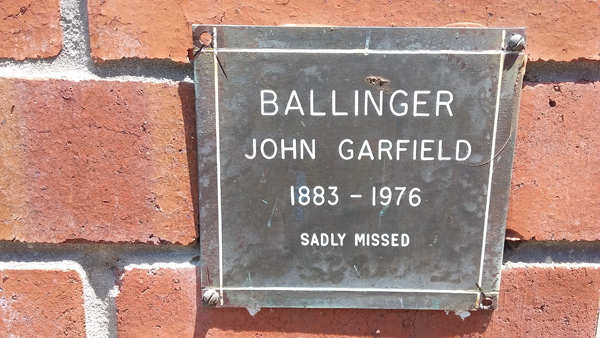 BALLINGER
JOHN GARFIELD
1883 - 1976
SADLY MISSED